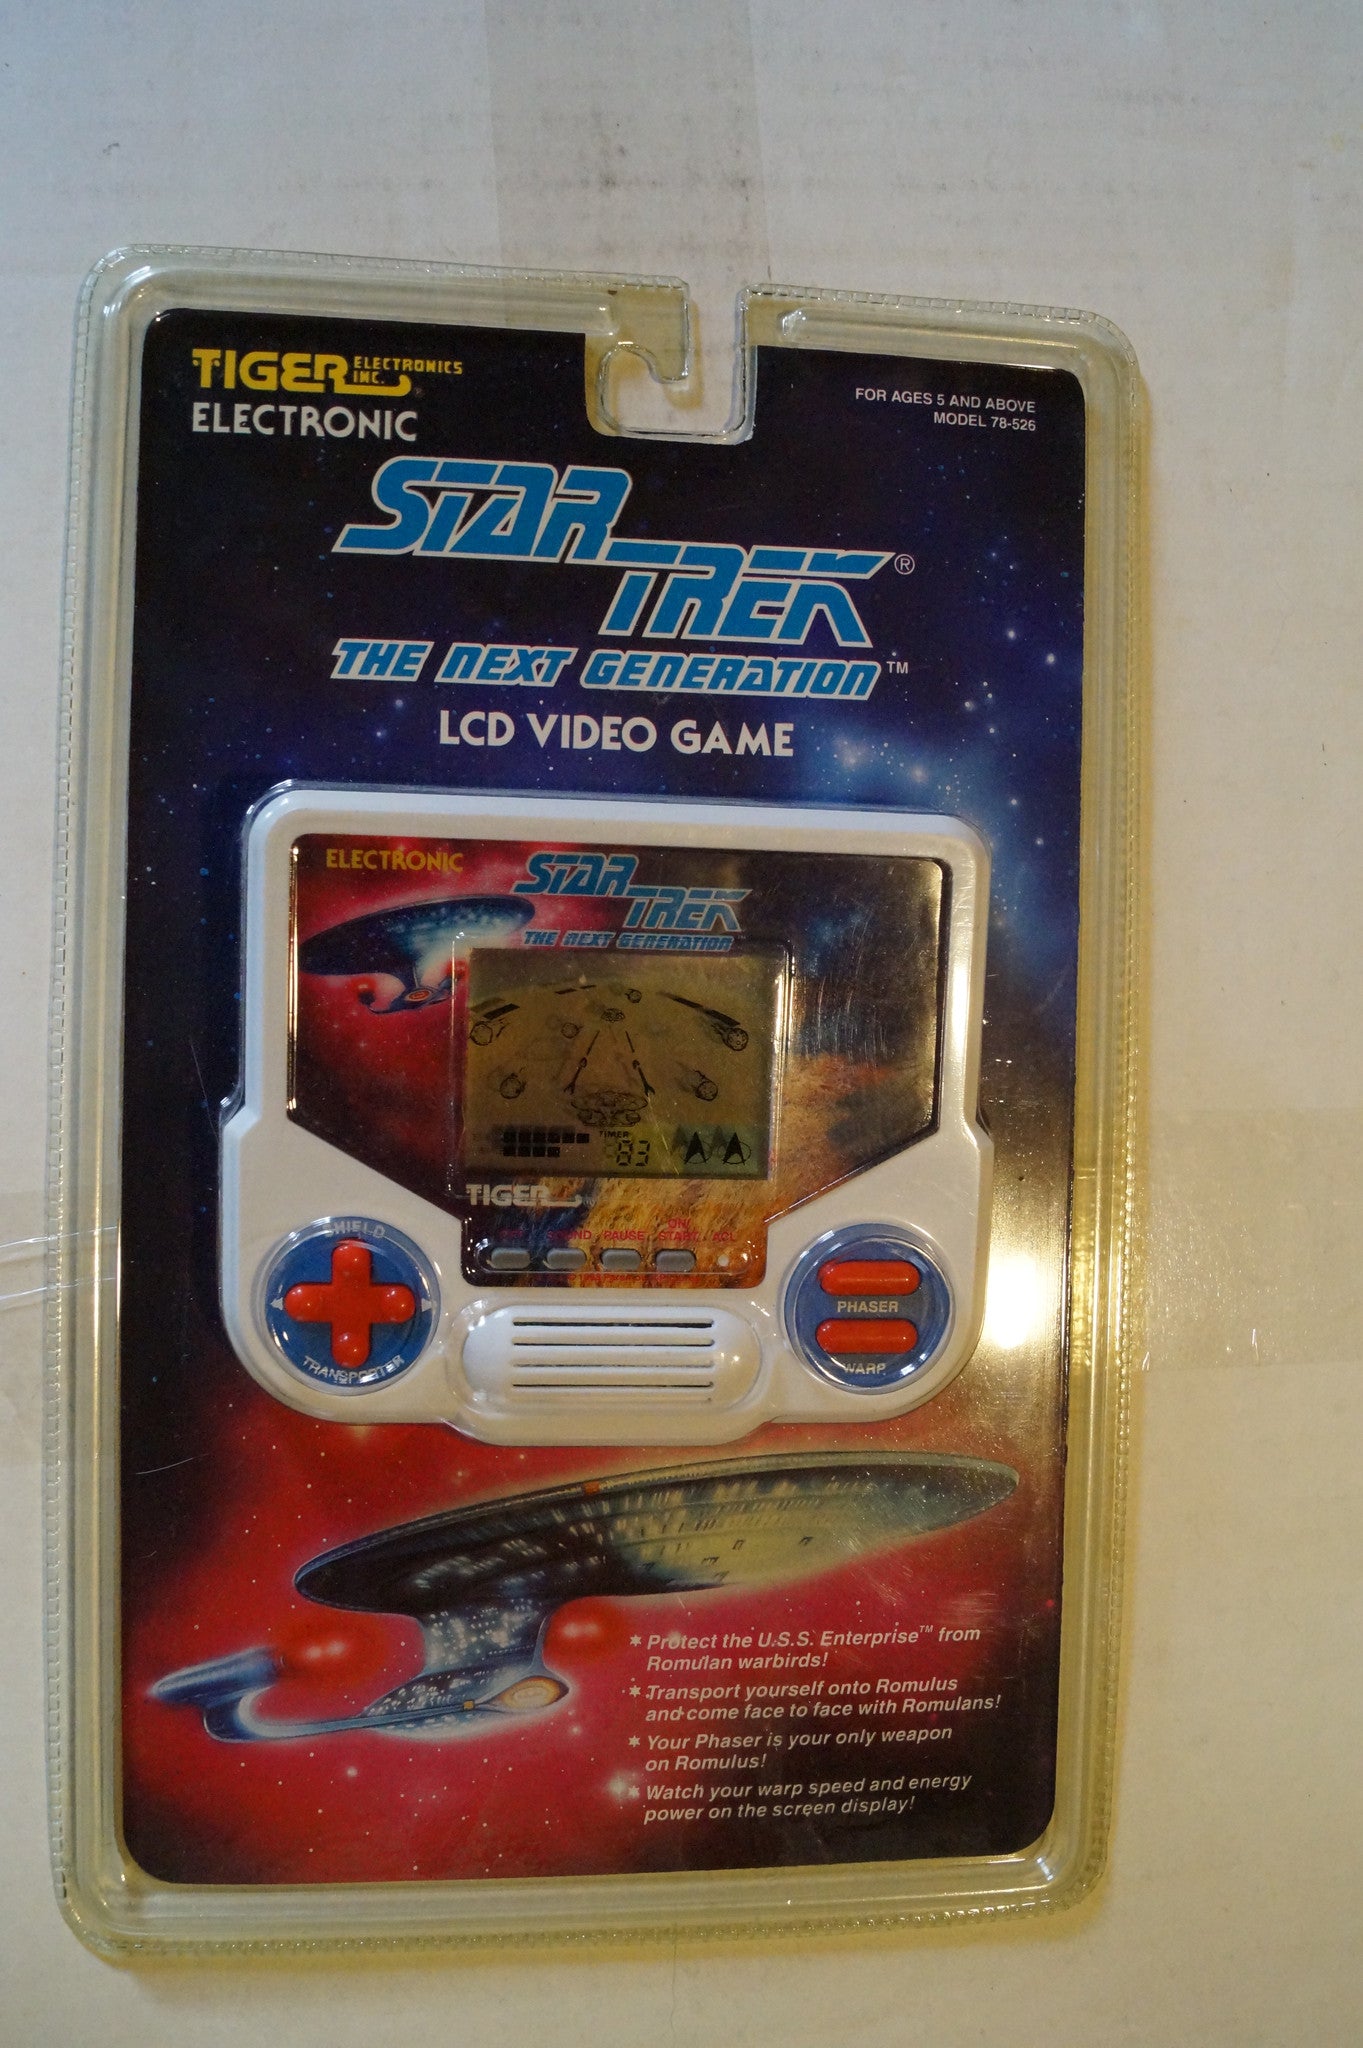 TIGER ELECTRONICS INC.®
ELECTRONIC
FOR AGES 5 AND ABOVE
MODEL 78-526
STAR
TREK®
THE NEXT GENERATION™
LCD VIDEO GAME
ELECTRONIC
STAR
TREK
THE NEXT GENERATION
TIMER
83
TIGER
ON/
SOUND PAUSE START ACL
SHIELD
TRANSPORTER
PHASER
WARP
* Protect the U.S.S. Enterprise™ from
Romulan warbirds!
* Transport yourself onto Romulus
and come face to face with Romulans!
* Your Phaser is your only weapon
on Romulus!
* Watch your warp speed and energy
power on the screen display!